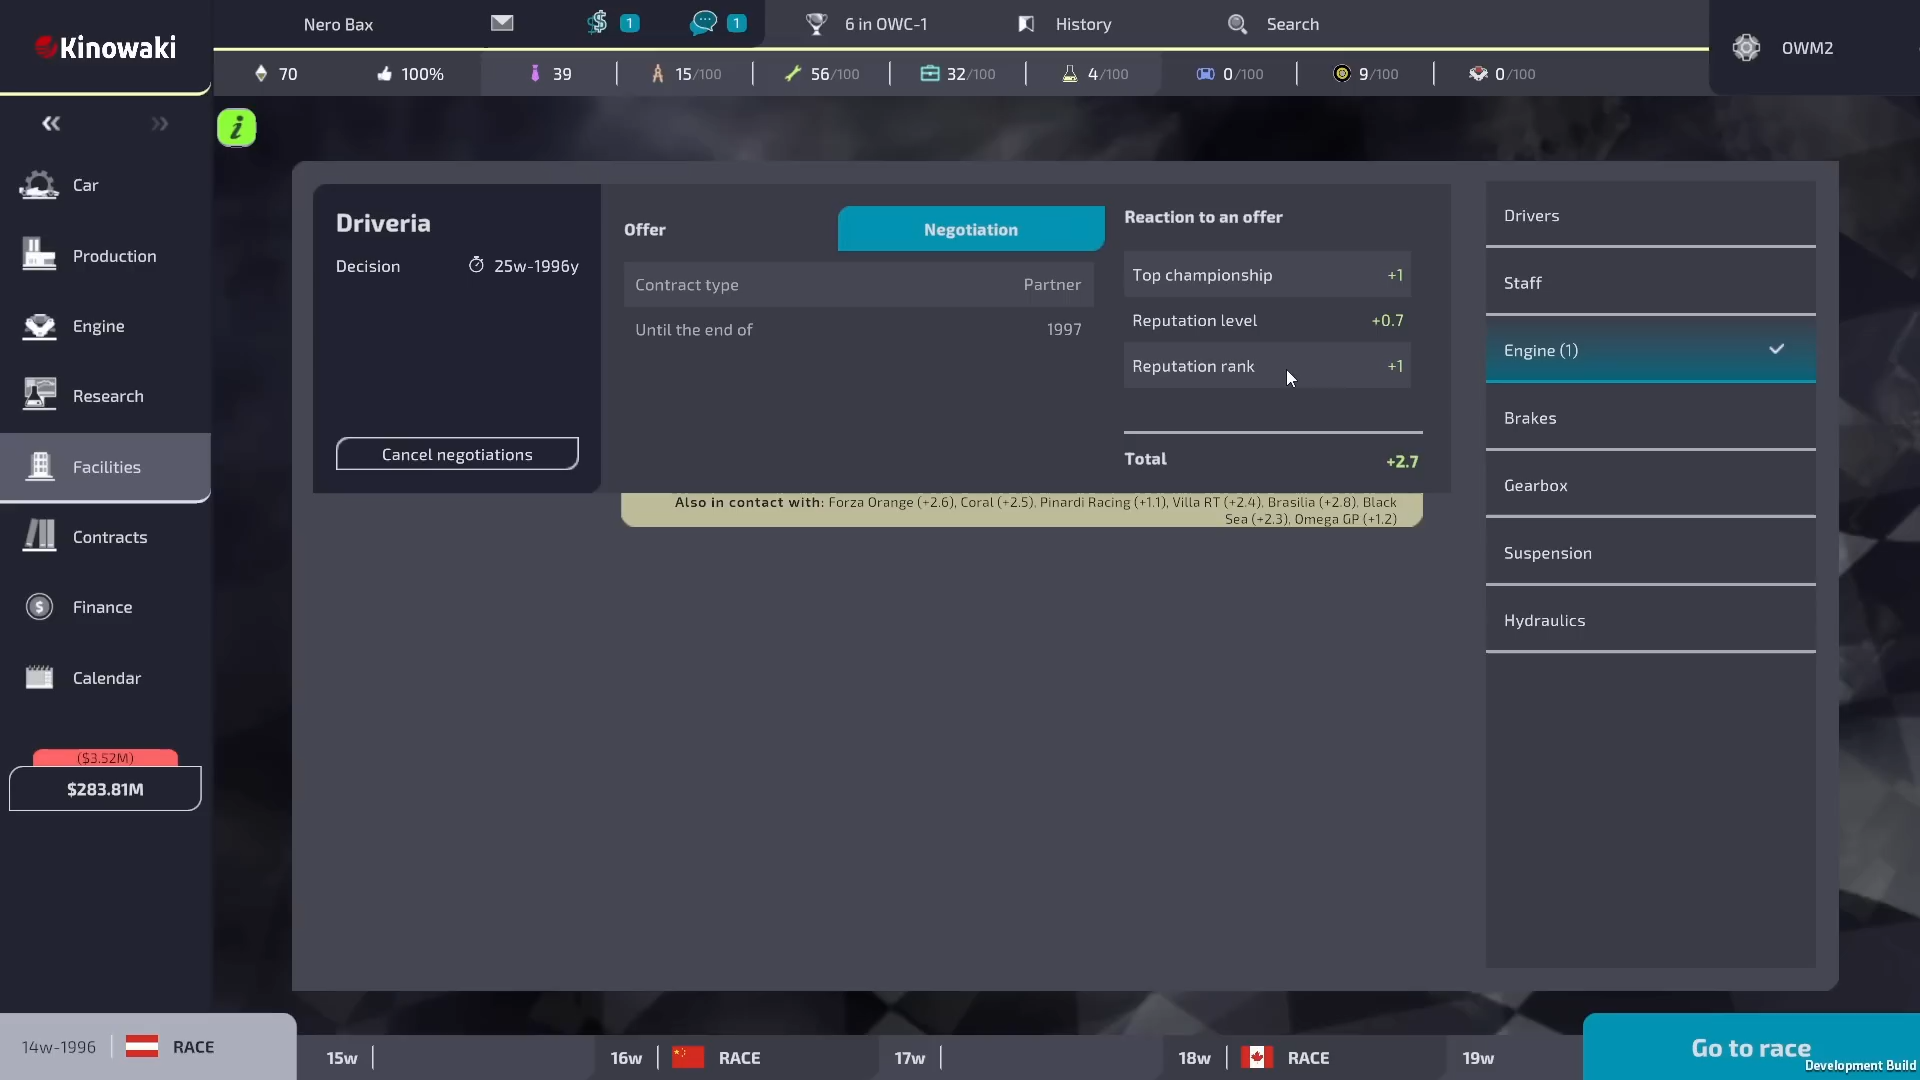 Kinowaki
Nero Bax
1
1
6 in OWC-1
History
Search
OWM2
70
100%
39
15/100
56/100
32/100
4/100
0/100
9/100
0/100
i
Car
Production
Engine
Research
Facilities
Contracts
Finance
Calendar
($3.52M)
$283.81M
Driveria
Decision 25w-1996y
Cancel negotiations
Offer
Negotiation
Contract type Partner
Until the end of 1997
Reaction to an offer
Top championship +1
Reputation level +0.7
Reputation rank +1
Total +2.7
Also in contact with: Forza Orange (+2.6), Coral (+2.5), Pinardi Racing (+1.1), Villa RT (+2.4), Brasilia (+2.8), Black
Sea (+2.3), Omega GP (+1.2)
Drivers
Staff
Engine (1)
Brakes
Gearbox
Suspension
Hydraulics
14w-1996 RACE
15w
16w RACE
17w
18w RACE
19w
Go to race
Development Build